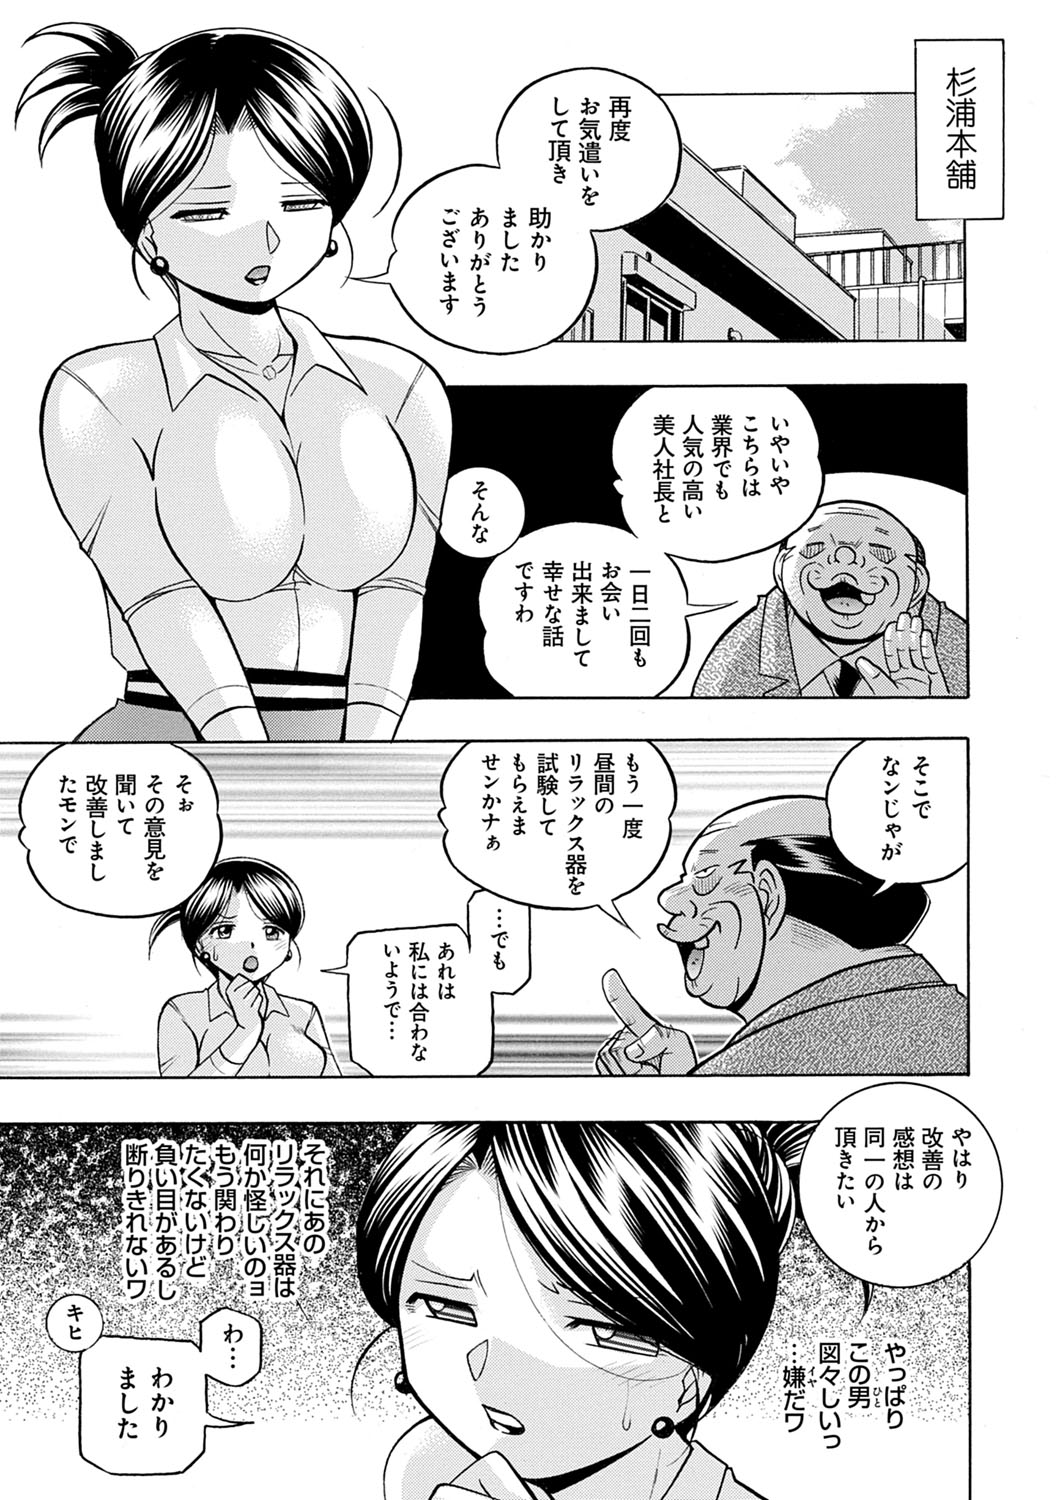 杉浦本舗
再度
お気遣いを
して頂き
助かり
ました
ありがとう
ございます
いやいや
こちらは
業界でも
人気の高い
美人社長と
一日二回も
お会い
出来まして
幸せな話
ですわ
そんな
そこで
なンじゃが
もう一度
昼間の
リラックス器を
試験して
もらえま
せンかナぁ
…でも
あれは
私には合わな
いようで…
そぉ
その意見を
聞いて
改善しまし
たモンで
やはり
改善の
感想は
同一の人から
頂きたい
やっぱり
この男
ひと
図々しいっ
…嫌だワ
イヤ
それにあの
リラックス器は
何か怪しいのョ
もう関わり
たくないけど
負い目があるし
断りきれないワ
わ…
わかり
ました
キヒ